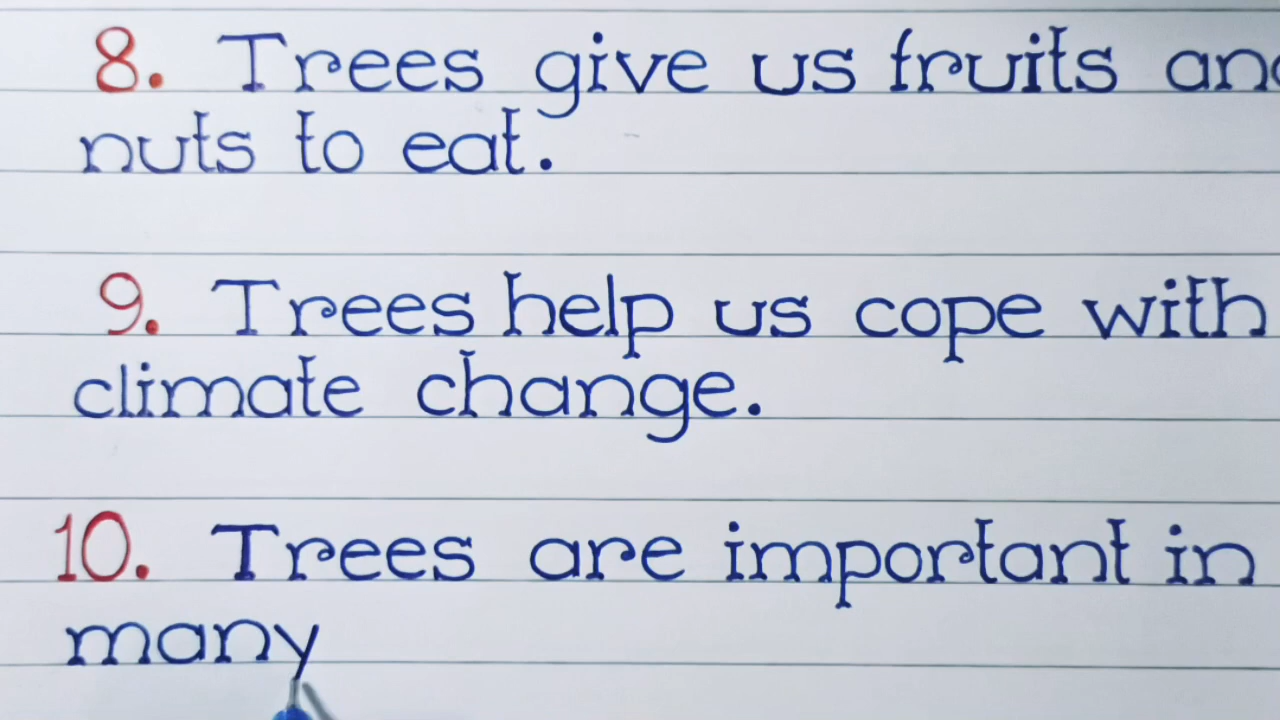 8. Trees give us fruits and
nuts to eat.
9. Trees help us cope with
climate change.
10. Trees are important in
many